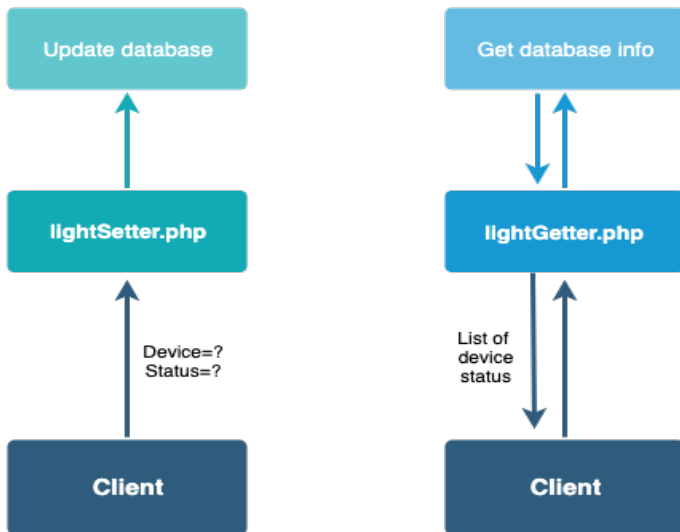 Update database
Get database info
lightSetter.php
lightGetter.php
Device=?
Status=?
List of
device
status
Client
Client